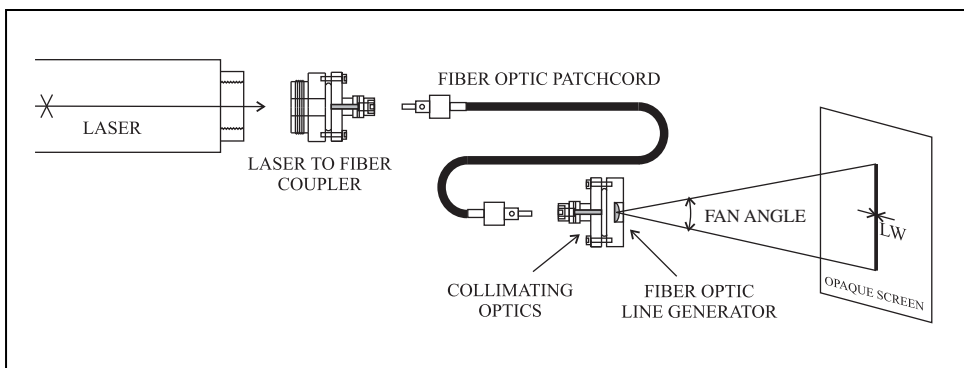 FIBER OPTIC PATCHCORD
LASER
LASER TO FIBER
COUPLER
FAN ANGLE
LW
COLLIMATING
OPTICS
FIBER OPTIC
LINE GENERATOR
OPAQUE SCREEN